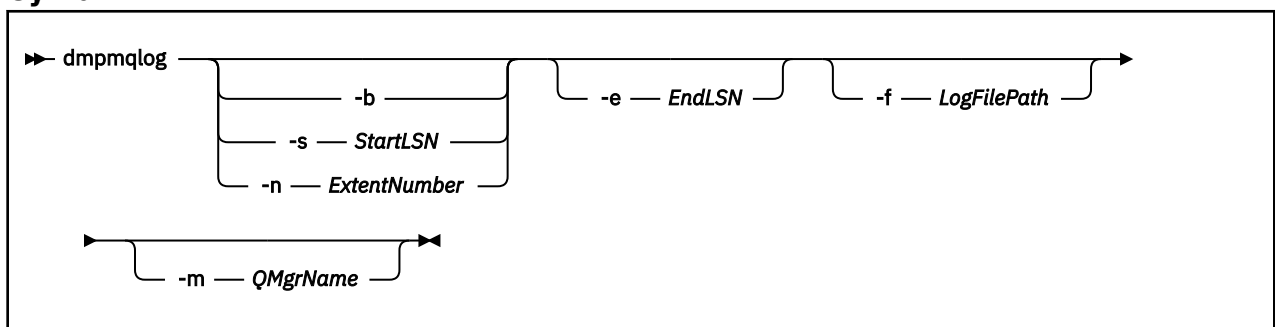 dmpmqlog
-b
-s StartLSN
-n ExtentNumber
-e EndLSN
-f LogFilePath
-m QMgrName